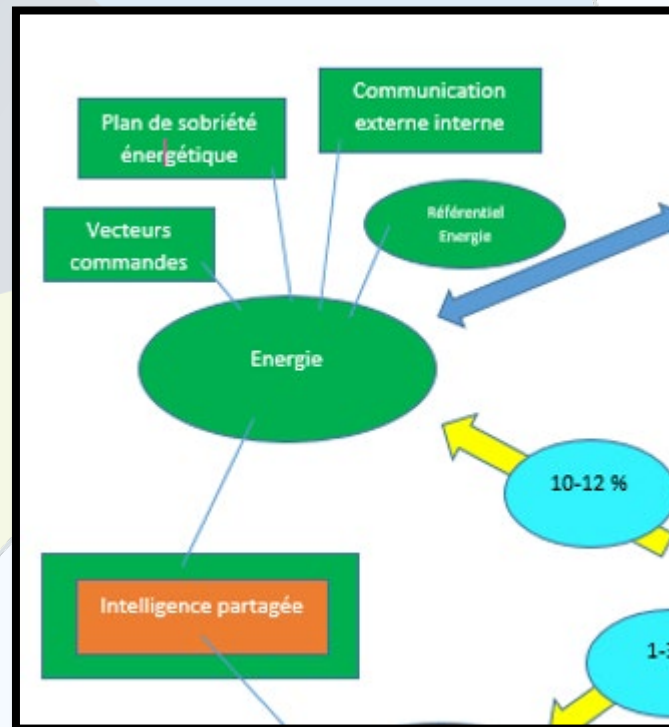 Communication
externe interne
Plan de sobriété
énergétique
Référentiel
Energie
Vecteurs
commandes
Energie
10-12 %
Intelligence partagée